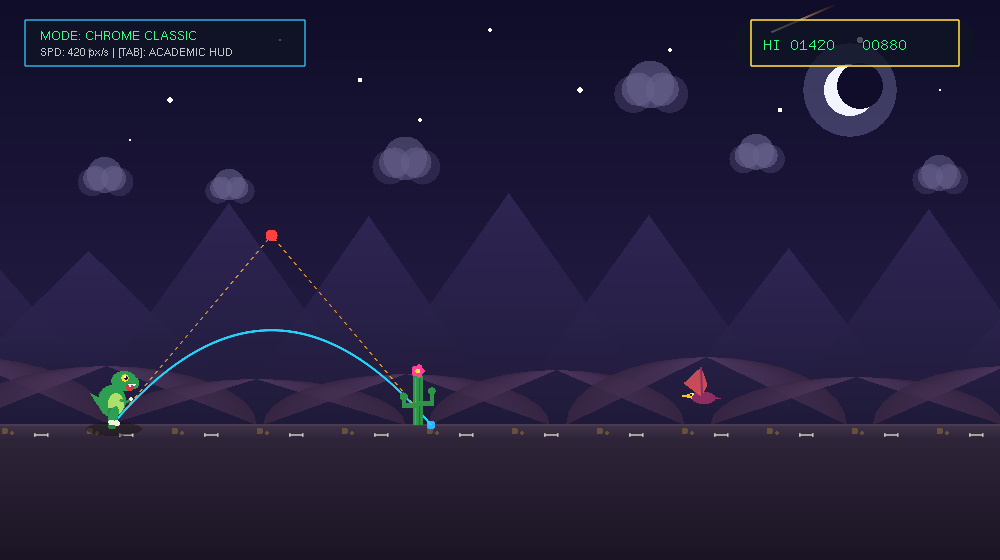 MODE: CHROME CLASSIC
SPD: 420 px/s | [TAB]: ACADEMIC HUD
HI 01420 00880